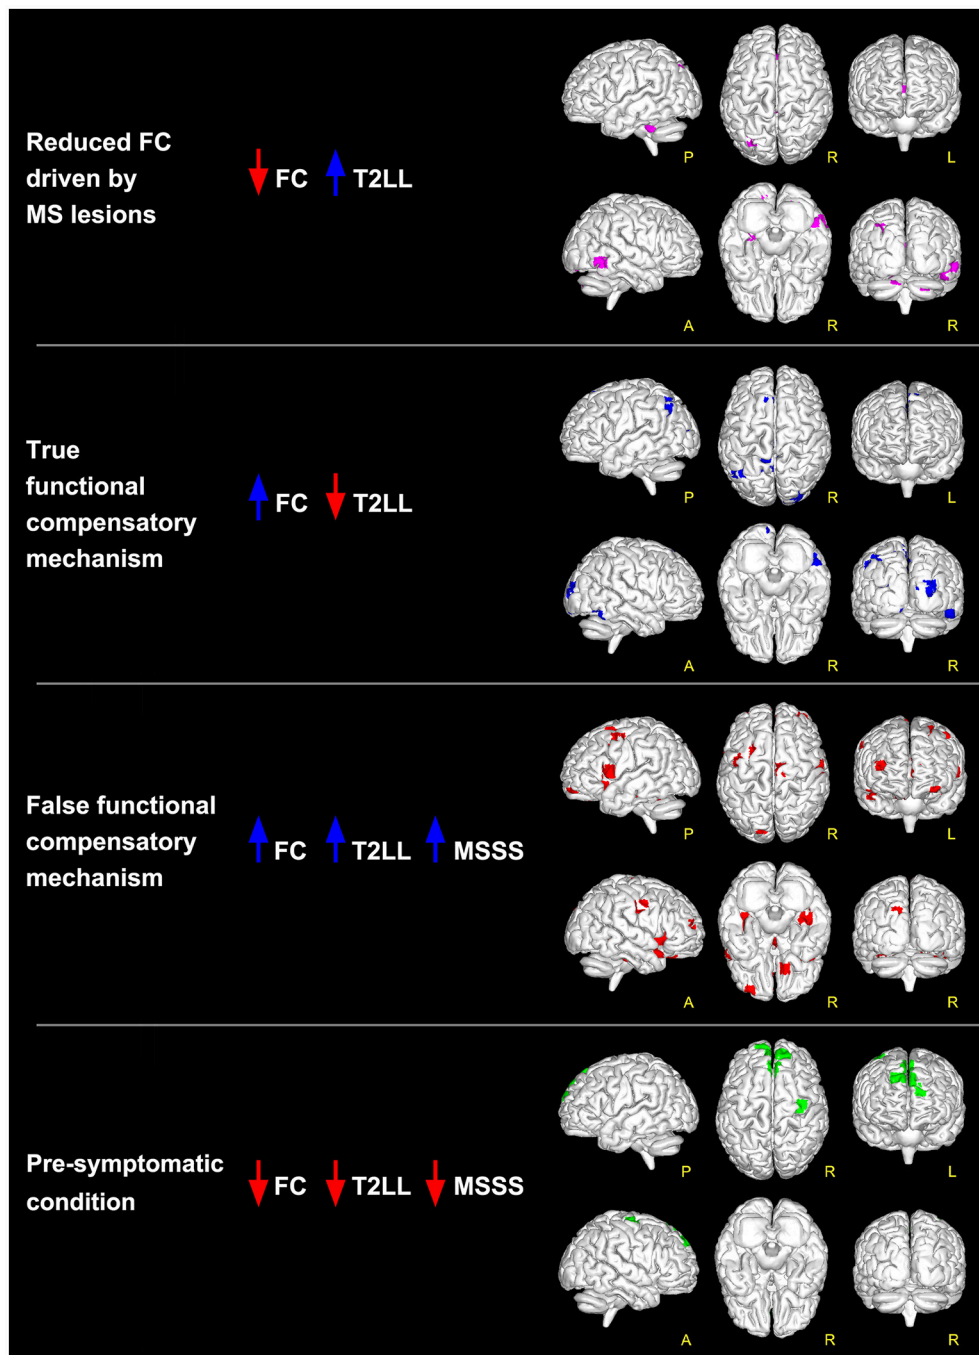 Reduced FC
driven by
MS lesions
FC T2LL
P R L
A R R
True
functional
compensatory
mechanism
FC T2LL
P R L
A R R
False functional
compensatory
mechanism
FC T2LL MSSS
P R L
A R R
Pre-symptomatic
condition
FC T2LL MSSS
P R L
A R R